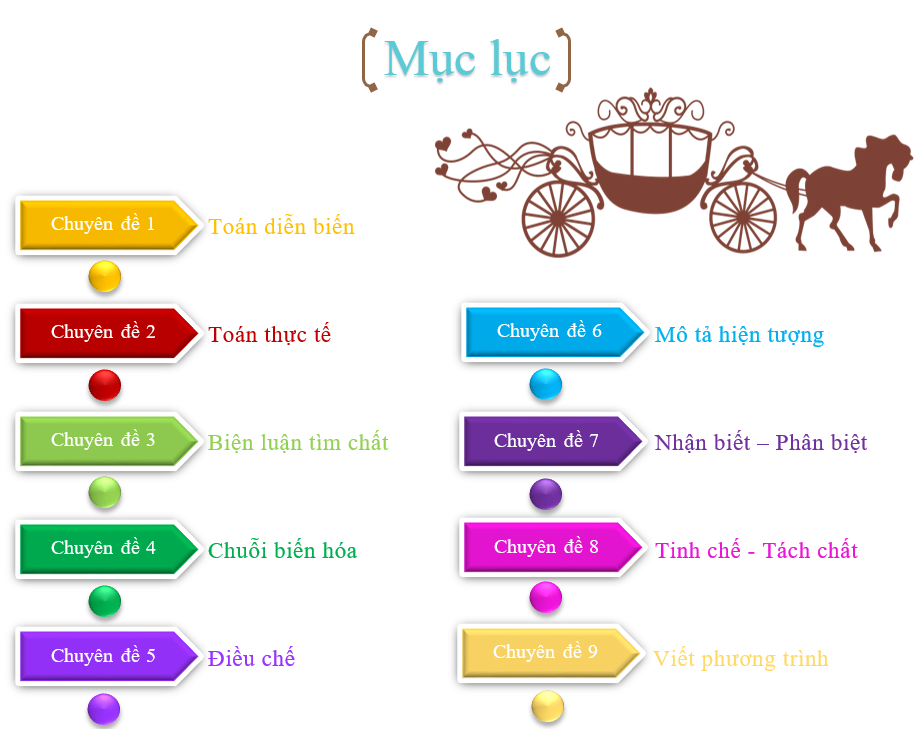 Mục lục
Chuyên đề 1 Toán diễn biến
Chuyên đề 2 Toán thực tế
Chuyên đề 3 Biện luận tìm chất
Chuyên đề 4 Chuỗi biến hóa
Chuyên đề 5 Điều chế
Chuyên đề 6 Mô tả hiện tượng
Chuyên đề 7 Nhận biết – Phân biệt
Chuyên đề 8 Tinh chế - Tách chất
Chuyên đề 9 Viết phương trình